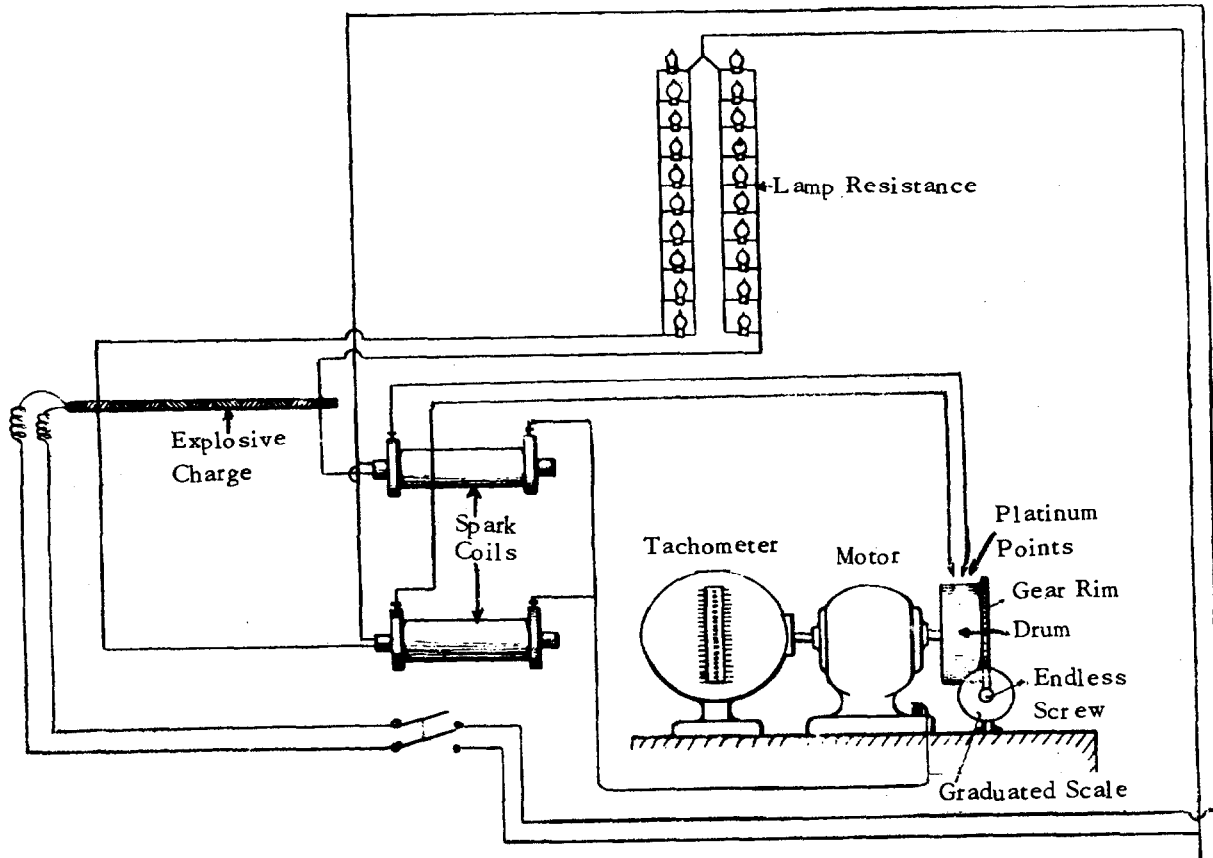 Lamp Resistance
Explosive
Charge
Spark
Coils
Tachometer
Motor
Platinum
Points
Gear Rim
Drum
Endless
Screw
Graduated Scale